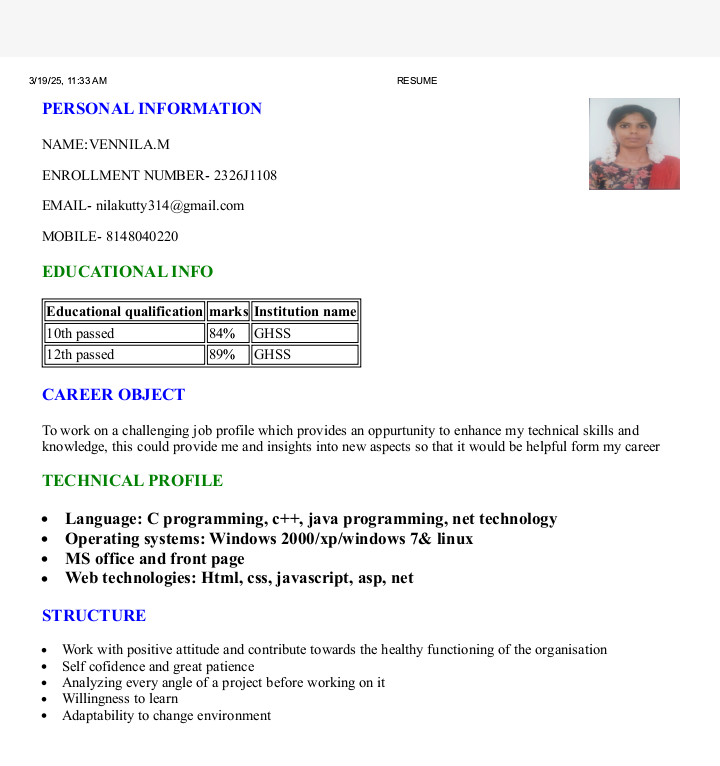 3/19/25, 11:33 AM RESUME
PERSONAL INFORMATION
NAME:VENNILA.M
ENROLLMENT NUMBER- 2326J1108
EMAIL- nilakutty314@gmail.com
MOBILE- 8148040220
EDUCATIONAL INFO
Educational qualification marks Institution name
10th passed 84% GHSS
12th passed 89% GHSS
CAREER OBJECT
To work on a challenging job profile which provides an oppurtunity to enhance my technical skills and
knowledge, this could provide me and insights into new aspects so that it would be helpful form my career
TECHNICAL PROFILE
• Language: C programming, c++, java programming, net technology
• Operating systems: Windows 2000/xp/windows 7& linux
• MS office and front page
• Web technologies: Html, css, javascript, asp, net
STRUCTURE
• Work with positive attitude and contribute towards the healthy functioning of the organisation
• Self cofidence and great patience
• Analyzing every angle of a project before working on it
• Willingness to learn
• Adaptability to change environment